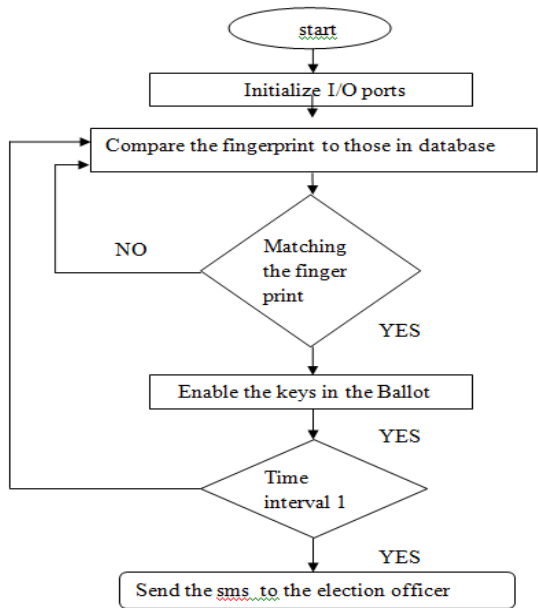 start
Initialize I/O ports
Compare the fingerprint to those in database
NO
Matching
the finger
print
YES
Enable the keys in the Ballot
YES
Time
interval 1
YES
Send the sms to the election officer